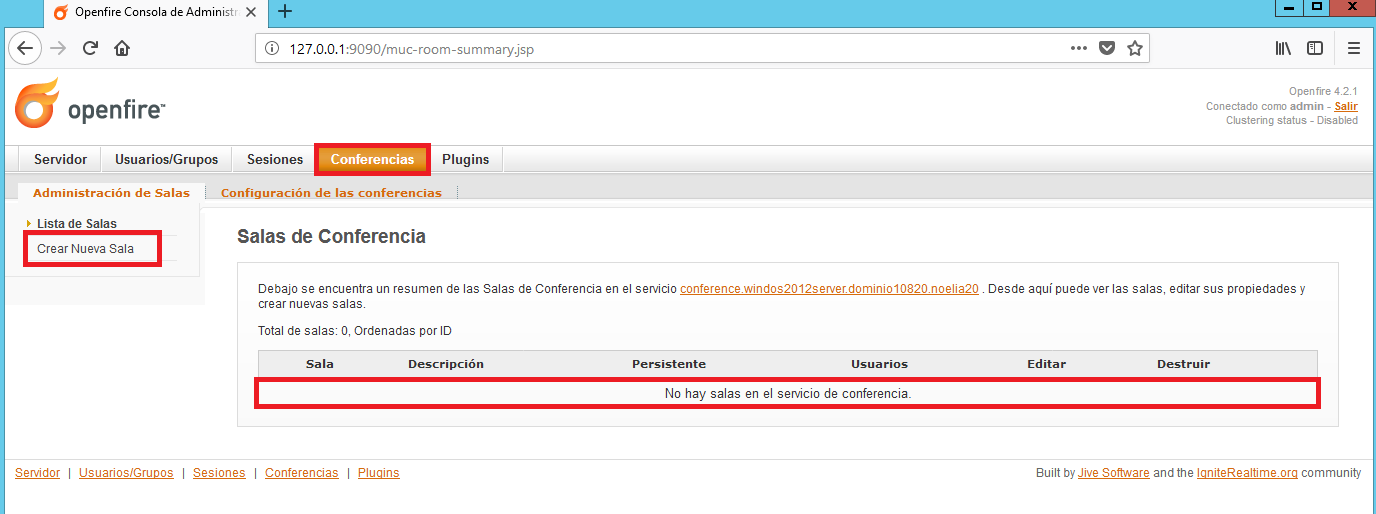 Openfire Consola de Administra
127.0.0.1:9090/muc-room-summary.jsp
openfire™
Openfire 4.2.1
Conectado como admin - Salir
Clustering status - Disabled
Servidor Usuarios/Grupos Sesiones Conferencias Plugins
Administración de Salas Configuración de las conferencias
Lista de Salas
Crear Nueva Sala
Salas de Conferencia
Debajo se encuentra un resumen de las Salas de Conferencia en el servicio conference.windos2012server.dominio10820.noelia20 . Desde aquí puede ver las salas, editar sus propiedades y
crear nuevas salas.
Total de salas: 0, Ordenadas por ID
Sala Descripción Persistente Usuarios Editar Destruir
No hay salas en el servicio de conferencia.
Servidor | Usuarios/Grupos | Sesiones | Conferencias | Plugins
Built by Jive Software and the IgniteRealtime.org community